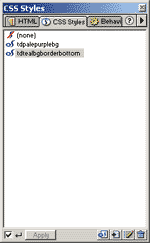 CSS Styles
HTML CSS Styles Behavi
(none)
tdpalepurplebg
tdtealbgborderbottom
Apply